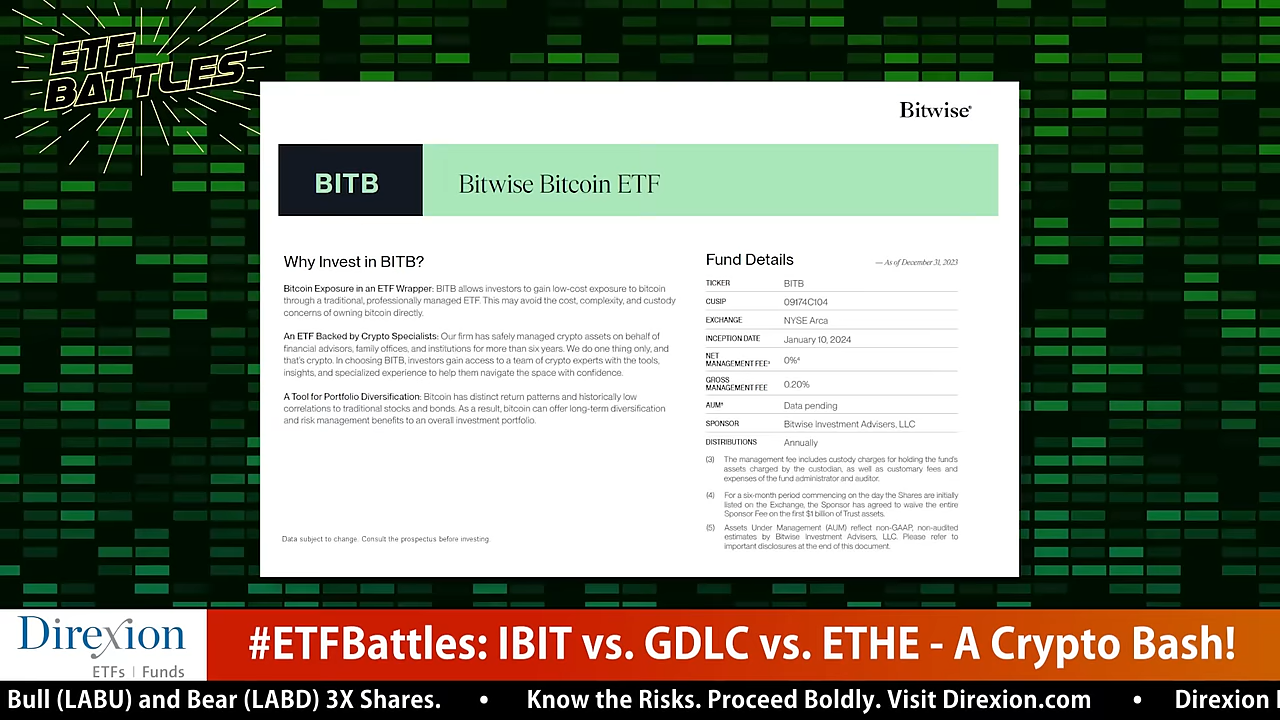 ETF
BATTLES
Bitwise®
BITB
Bitwise Bitcoin ETF
Why Invest in BITB?
Bitcoin Exposure in an ETF Wrapper: BITB allows investors to gain low-cost exposure to bitcoin
through a traditional, professionally managed ETF. This may avoid the cost, complexity, and custody
concerns of owning bitcoin directly.
An ETF Backed by Crypto Specialists: Our firm has safely managed crypto assets on behalf of
financial advisors, family offices, and institutions for more than six years. We do one thing only, and
that's crypto. In choosing BITB, investors gain access to a team of crypto experts with the tools,
insights, and specialized experience to help them navigate the space with confidence.
A Tool for Portfolio Diversification: Bitcoin has distinct return patterns and historically low
correlations to traditional stocks and bonds. As a result, bitcoin can offer long-term diversification
and risk management benefits to an overall investment portfolio.
Data subject to change. Consult the prospectus before investing
Fund Details
— As of December 31, 2023
TICKER BITB
CUSIP 09174C104
EXCHANGE NYSE Arca
INCEPTION DATE January 10, 2024
NET
MANAGEMENT FEE³ 0%⁴
GROSS
MANAGEMENT FEE 0.20%
AUM⁵ Data pending
SPONSOR Bitwise Investment Advisers, LLC
DISTRIBUTIONS Annually
(3) The management fee includes custody charges for holding the fund's
assets charged by the custodian, as well as customary fees and
expenses of the fund administrator and auditor.
(4) For a six-month period commencing on the day the Shares are initially
listed on the Exchange, the Sponsor has agreed to waive the entire
Sponsor Fee on the first $1 billion of Trust assets.
(5) Assets Under Management (AUM) reflect non-GAAP, non-audited
estimates by Bitwise Investment Advisers, LLC. Please refer to
important disclosures at the end of this document.
Direxion
ETFs | Funds
#ETFBattles: IBIT vs. GDLC vs. ETHE - A Crypto Bash!
Bull (LABU) and Bear (LABD) 3X Shares. • Know the Risks. Proceed Boldly. Visit Direxion.com • Direxion